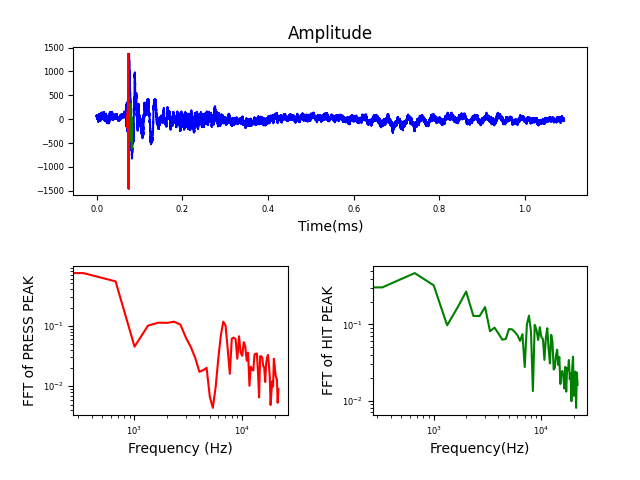 Amplitude
1500
1000
500
0
−500
−1000
−1500
0.0 0.2 0.4 0.6 0.8 1.0
Time(ms)
FFT of PRESS PEAK
10⁻¹
10⁻²
10³ 10⁴
Frequency (Hz)
FFT of HIT PEAK
10⁻¹
10⁻²
10³ 10⁴
Frequency(Hz)